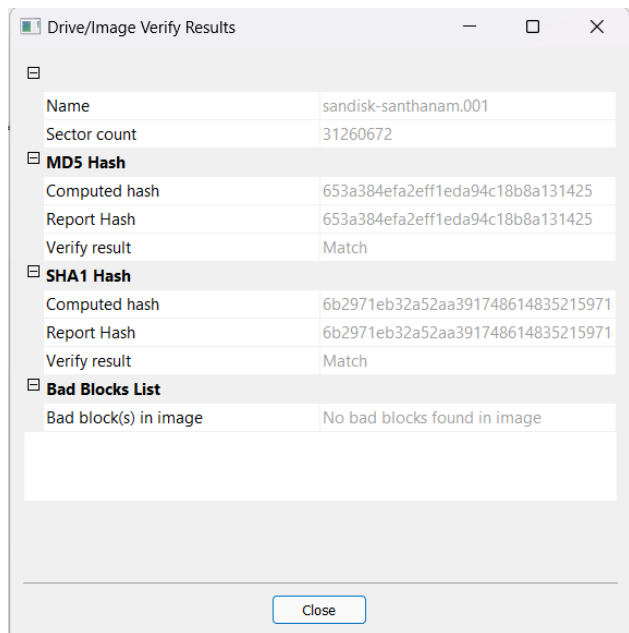 Drive/Image Verify Results
Name sandisk-santhanam.001
Sector count 31260672
MD5 Hash
Computed hash 653a384efa2eff1eda94c18b8a131425
Report Hash 653a384efa2eff1eda94c18b8a131425
Verify result Match
SHA1 Hash
Computed hash 6b2971eb32a52aa391748614835215971
Report Hash 6b2971eb32a52aa391748614835215971
Verify result Match
Bad Blocks List
Bad block(s) in image No bad blocks found in image
Close